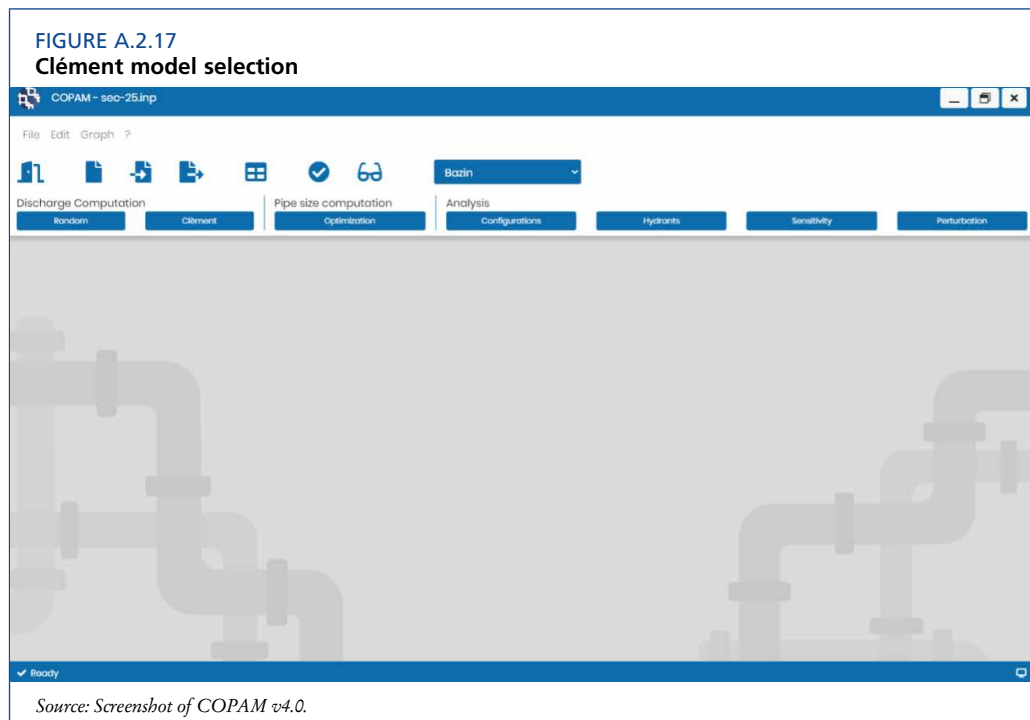 FIGURE A.2.17
Clément model selection
COPAM - sec-25.inp
File Edit Graph ?
Bazin
Discharge Computation
Pipe size computation
Analysis
Random
Clément
Optimization
Configurations
Hydrants
Sensitivity
Perturbation
Ready
Source: Screenshot of COPAM v4.0.